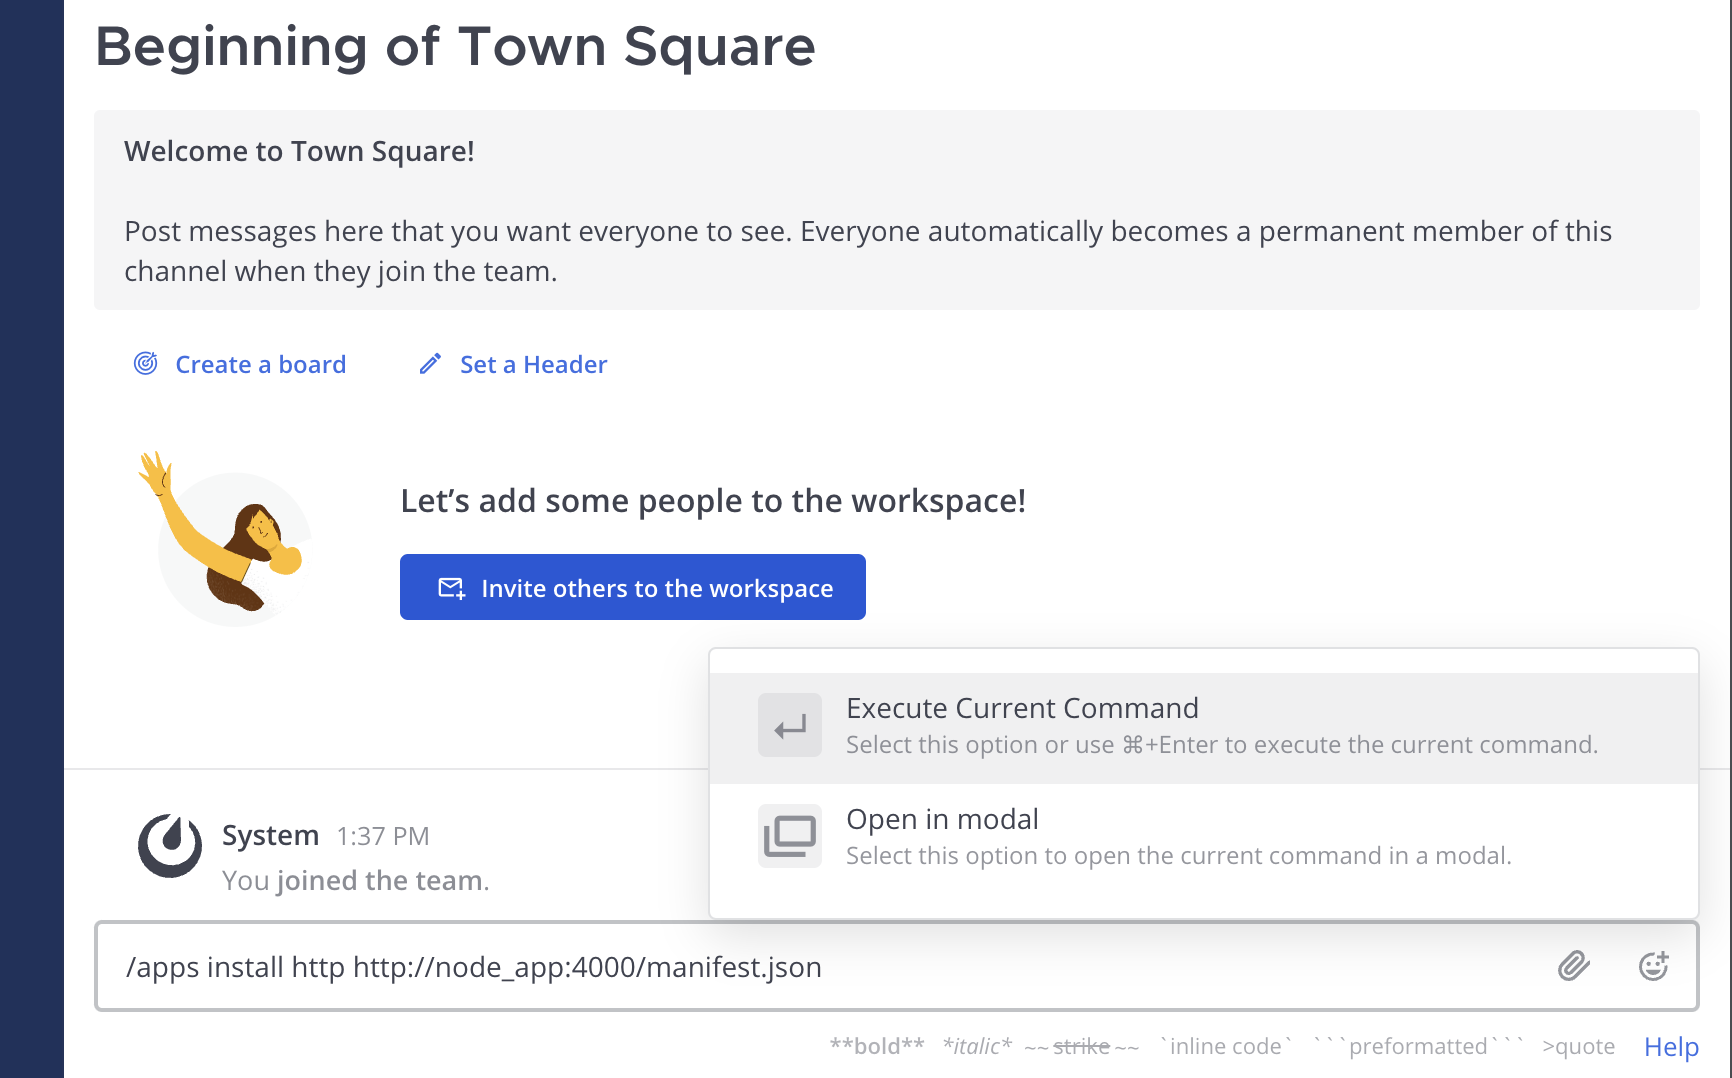 Beginning of Town Square
Welcome to Town Square!
Post messages here that you want everyone to see. Everyone automatically becomes a permanent member of this
channel when they join the team.
Create a board
Set a Header
Let’s add some people to the workspace!
Invite others to the workspace
Execute Current Command
Select this option or use ⌘+Enter to execute the current command.
Open in modal
Select this option to open the current command in a modal.
System 1:37 PM
You joined the team.
/apps install http http://node_app:4000/manifest.json
**bold** *italic* ~~strike~~ `inline code` ```preformatted``` >quote Help